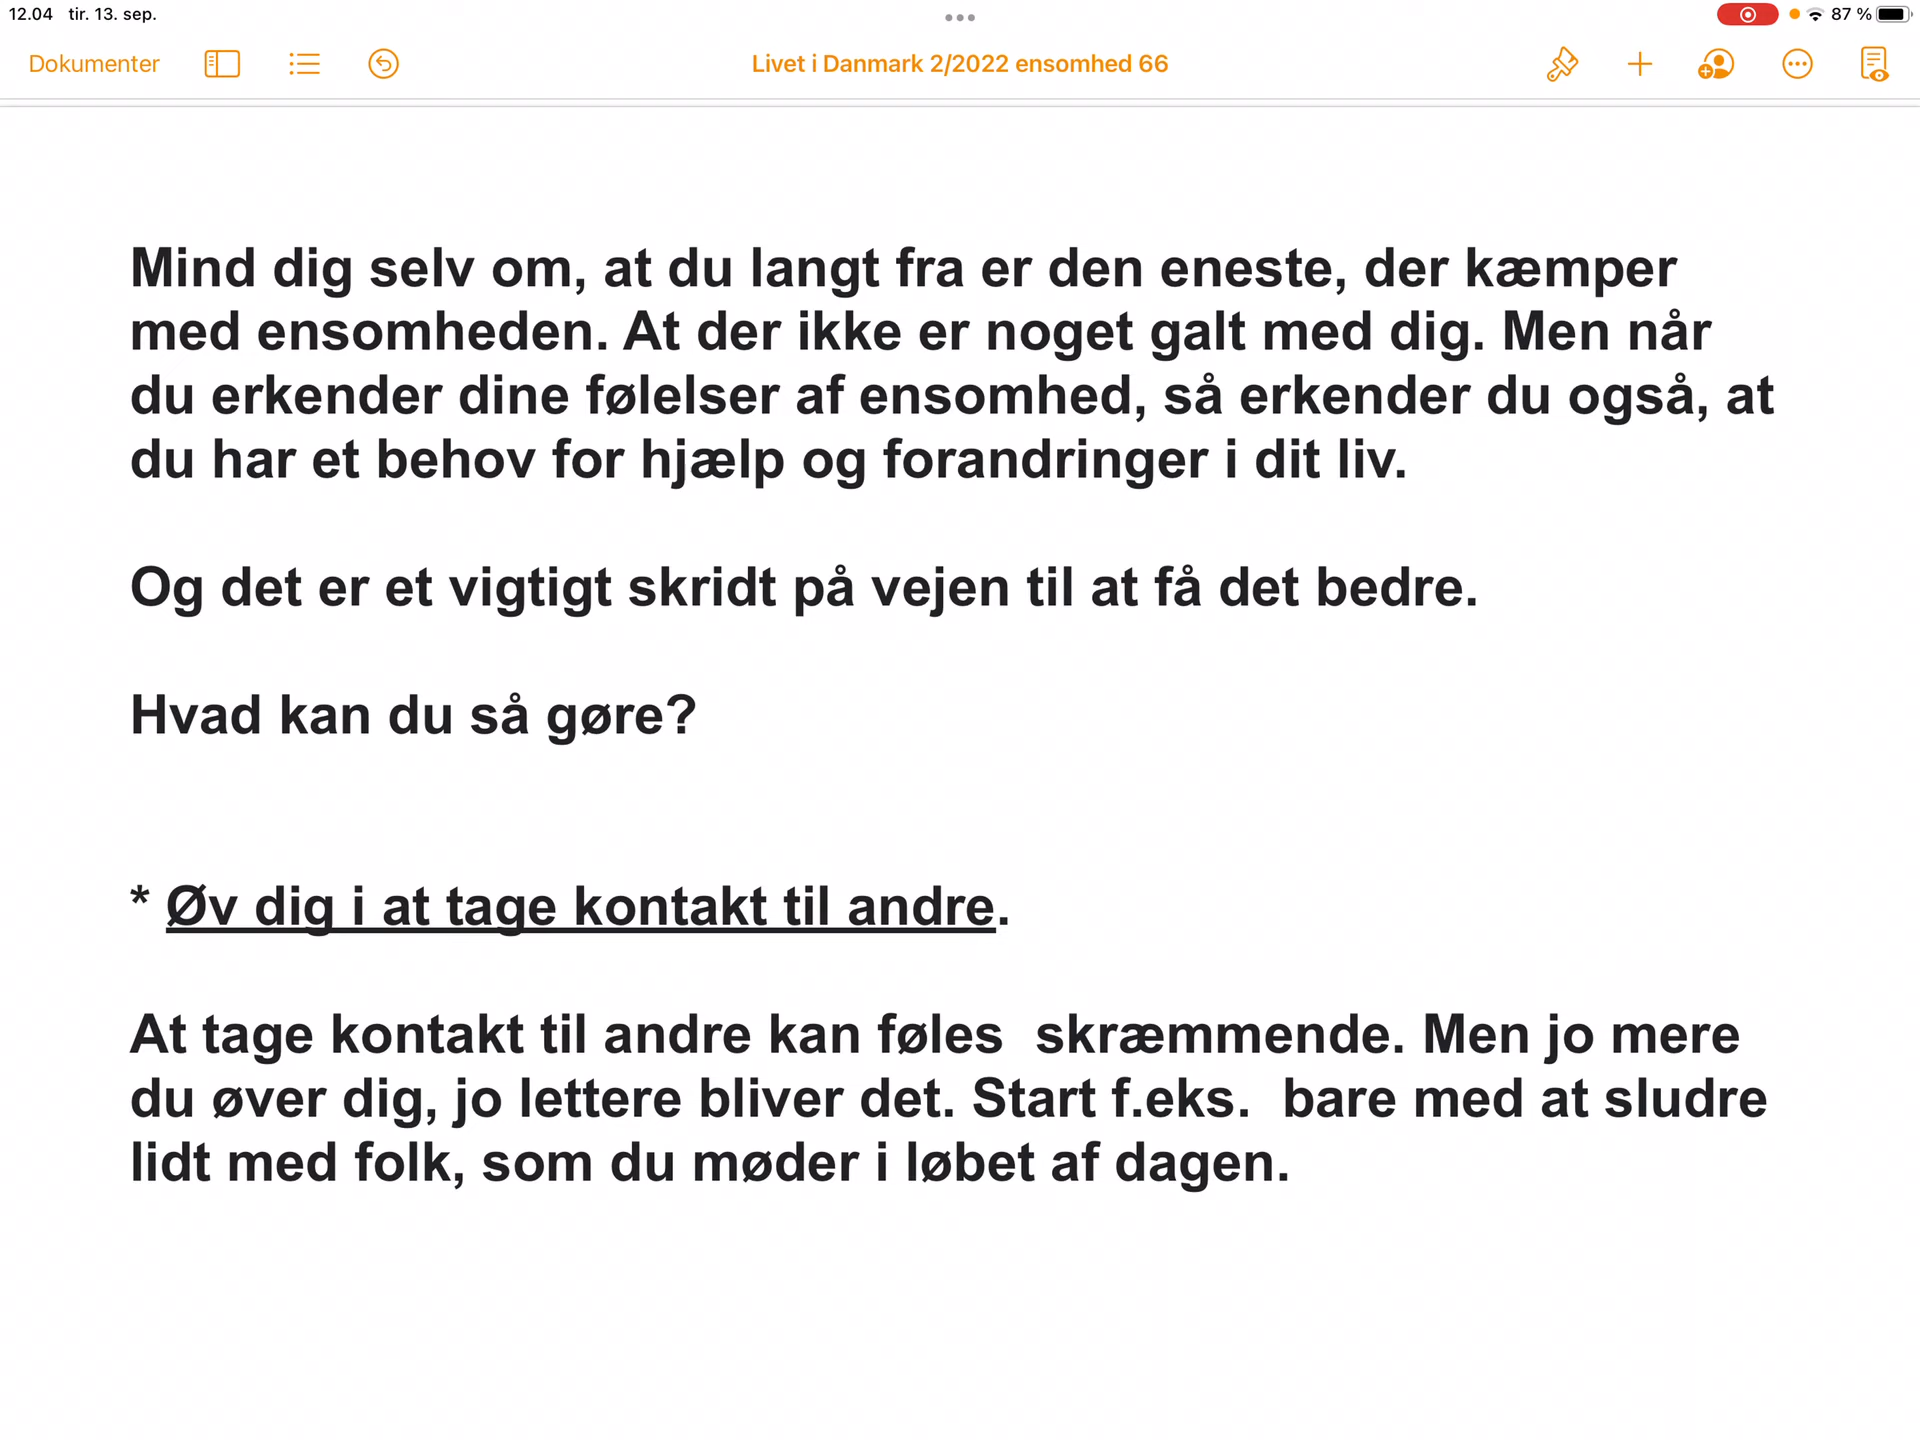 12.04 tir. 13. sep.
87 %
Dokumenter
Livet i Danmark 2/2022 ensomhed 66
Mind dig selv om, at du langt fra er den eneste, der kæmper
med ensomheden. At der ikke er noget galt med dig. Men når
du erkender dine følelser af ensomhed, så erkender du også, at
du har et behov for hjælp og forandringer i dit liv.
Og det er et vigtigt skridt på vejen til at få det bedre.
Hvad kan du så gøre?
* Øv dig i at tage kontakt til andre.
At tage kontakt til andre kan føles  skræmmende. Men jo mere
du øver dig, jo lettere bliver det. Start f.eks.  bare med at sludre
lidt med folk, som du møder i løbet af dagen.